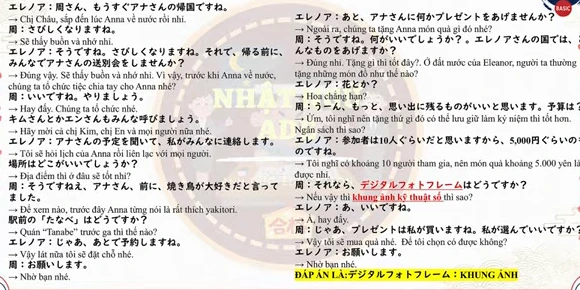 エレノア：周さん、もうすぐアナさんの帰国ですね。
→ Chị Châu, sắp đến lúc Anna về nước rồi nhỉ.
周：さびしくなりますね。
→ Sẽ thấy buồn và nhớ nhỉ.
エレノア：そうですね。さびしくなりますね。それで、帰る前に、
みんなでアナさんの送別会をしませんか？
→ Đúng vậy. Sẽ thấy buồn và nhớ nhỉ. Vì vậy, trước khi Anna về nước,
chúng ta tổ chức tiệc chia tay cho Anna nhé?
周：いいですね。やりましょう。
→ Hay đấy. Chúng ta tổ chức nhé.
キムさんとかエンさんもみんな呼びましょう。
→ Hãy mời cả chị Kim, chị En và mọi người nữa nhé.
エレノア：アナさんの予定を聞いて、私がみんなに連絡します。
→ Tôi sẽ hỏi lịch của Anna rồi liên lạc với mọi người.
場所はどこがいいでしょうか？
→ Địa điểm thì ở đâu sẽ tốt nhỉ?
周：そうですねえ、アナさん、前に、焼き鳥が大好きだと言って
ました。
→ Để xem nào, trước đây Anna từng nói là rất thích yakitori.
駅前の「たなべ」はどうですか？
→ Quán “Tanabe” trước ga thì thế nào?
エレノア：じゃあ、あとで予約しますね。
→ Vậy lát nữa tôi sẽ đặt chỗ nhé.
周：お願いします。
→ Nhờ bạn nhé.
エレノア：あと、アナさんに何かプレゼントをあげませんか？
→ Ngoài ra, chúng ta tặng Anna món quà gì đó nhé?
周：そうですね。何がいいでしょうか？。エレノアさんの国では、ど
んなものをあげますか？
→ Đúng nhỉ. Tặng gì thì tốt đây?. Ở đất nước của Eleanor, người ta thường
tặng những món đồ như thế nào?
エレノア：花とか？
→ Hoa chẳng hạn?
周：うーん、もっと、思い出に残るものがいいと思います。予算は？
→ Ừm, tôi nghĩ nên tặng thứ gì đó có thể lưu giữ làm kỷ niệm thì tốt hơn.
Ngân sách thì sao?
エレノア：参加者は10人ぐらいだと思いますから、5,000円ぐらいのも
のですね。
→ Tôi nghĩ có khoảng 10 người tham gia, nên món quà khoảng 5.000 yên là
được nhỉ.
周：それなら、デジタルフォトフレームはどうですか？
→ Nếu vậy thì khung ảnh kỹ thuật số thì sao?
エレノア：あ、いいですね。
→ À, hay đấy.
周：じゃあ、プレゼントは私が買いますね。私が選んでいいですか？
→ Vậy tôi sẽ mua quà nhé. Để tôi chọn có được không?
エレノア：お願いします。
→ Nhờ bạn nhé.
ĐÁP ÁN LÀ:デジタルフォトフレーム：KHUNG ẢNH
BASIC